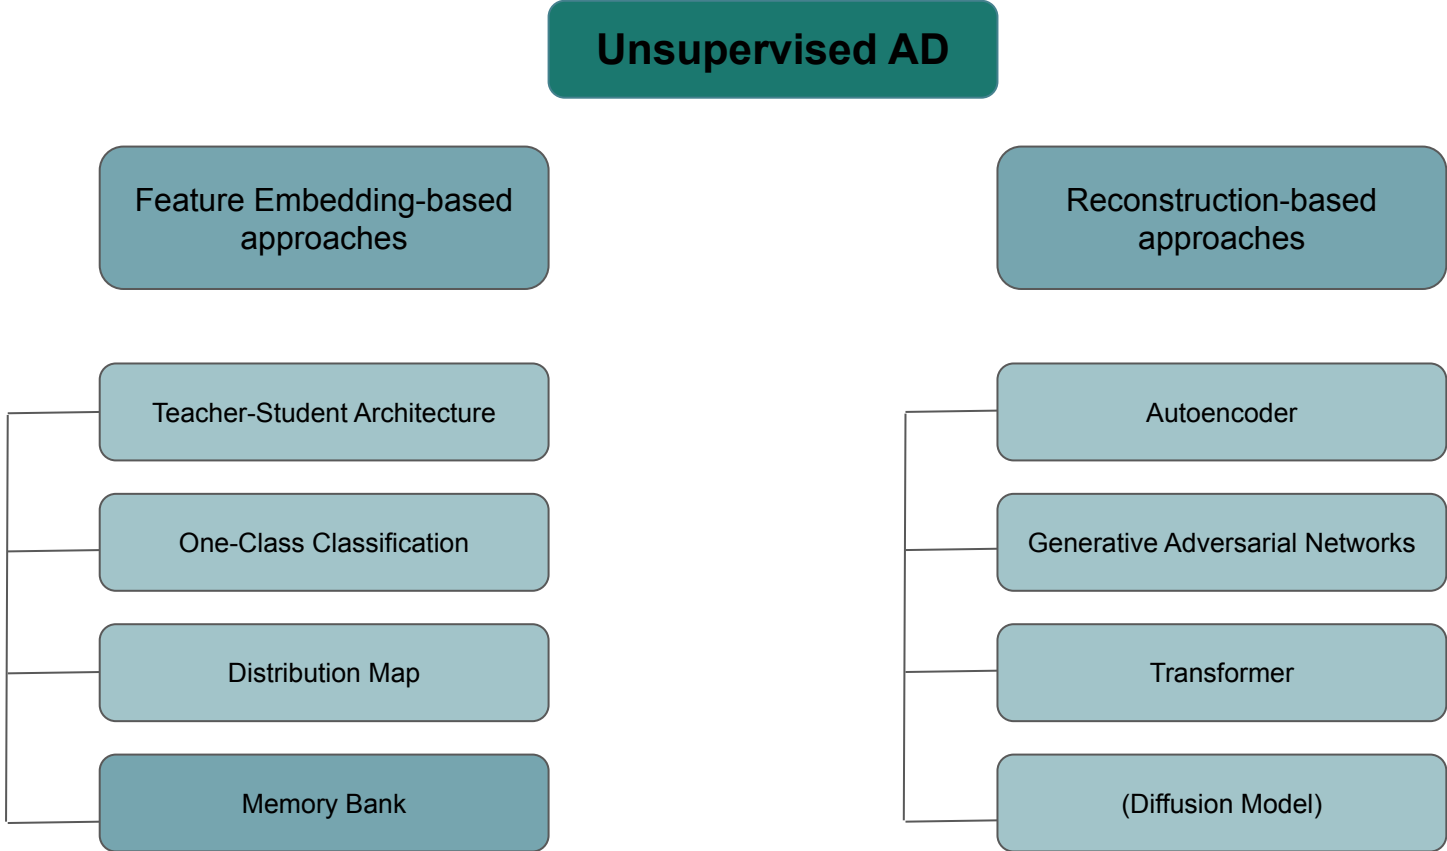 Unsupervised AD
Feature Embedding-based
approaches
Reconstruction-based
approaches
Teacher-Student Architecture
One-Class Classification
Distribution Map
Memory Bank
Autoencoder
Generative Adversarial Networks
Transformer
(Diffusion Model)